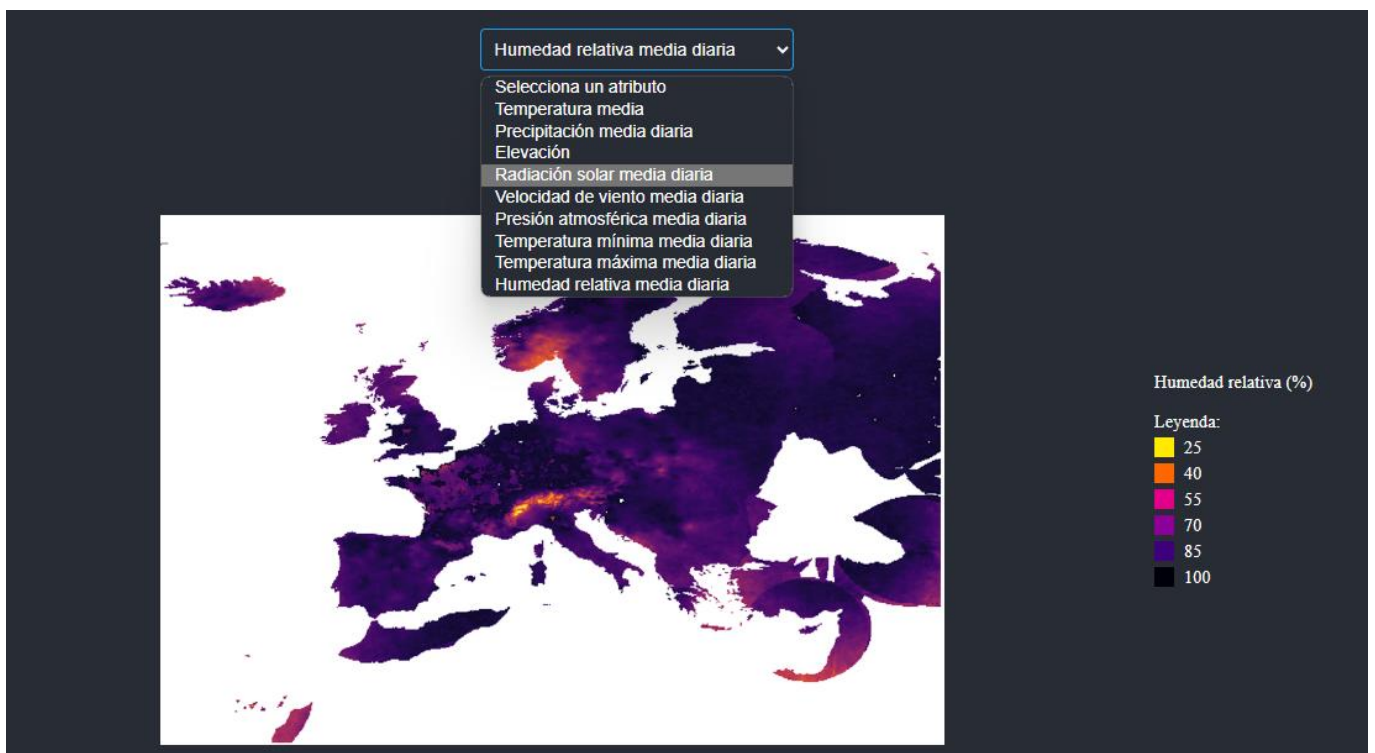 Humedad relativa media diaria
Selecciona un atributo
Temperatura media
Precipitación media diaria
Elevación
Radiación solar media diaria
Velocidad de viento media diaria
Presión atmosférica media diaria
Temperatura mínima media diaria
Temperatura máxima media diaria
Humedad relativa media diaria
Humedad relativa (%)
Leyenda:
25
40
55
70
85
100